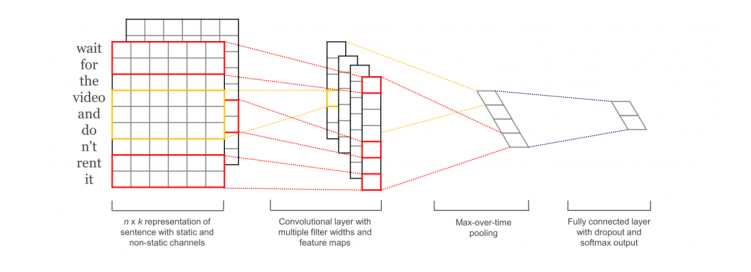 wait
for
the
video
and
do
n't
rent
it
n x k representation of
sentence with static and
non-static channels
Convolutional layer with
multiple filter widths and
feature maps
Max-over-time
pooling
Fully connected layer
with dropout and
softmax output